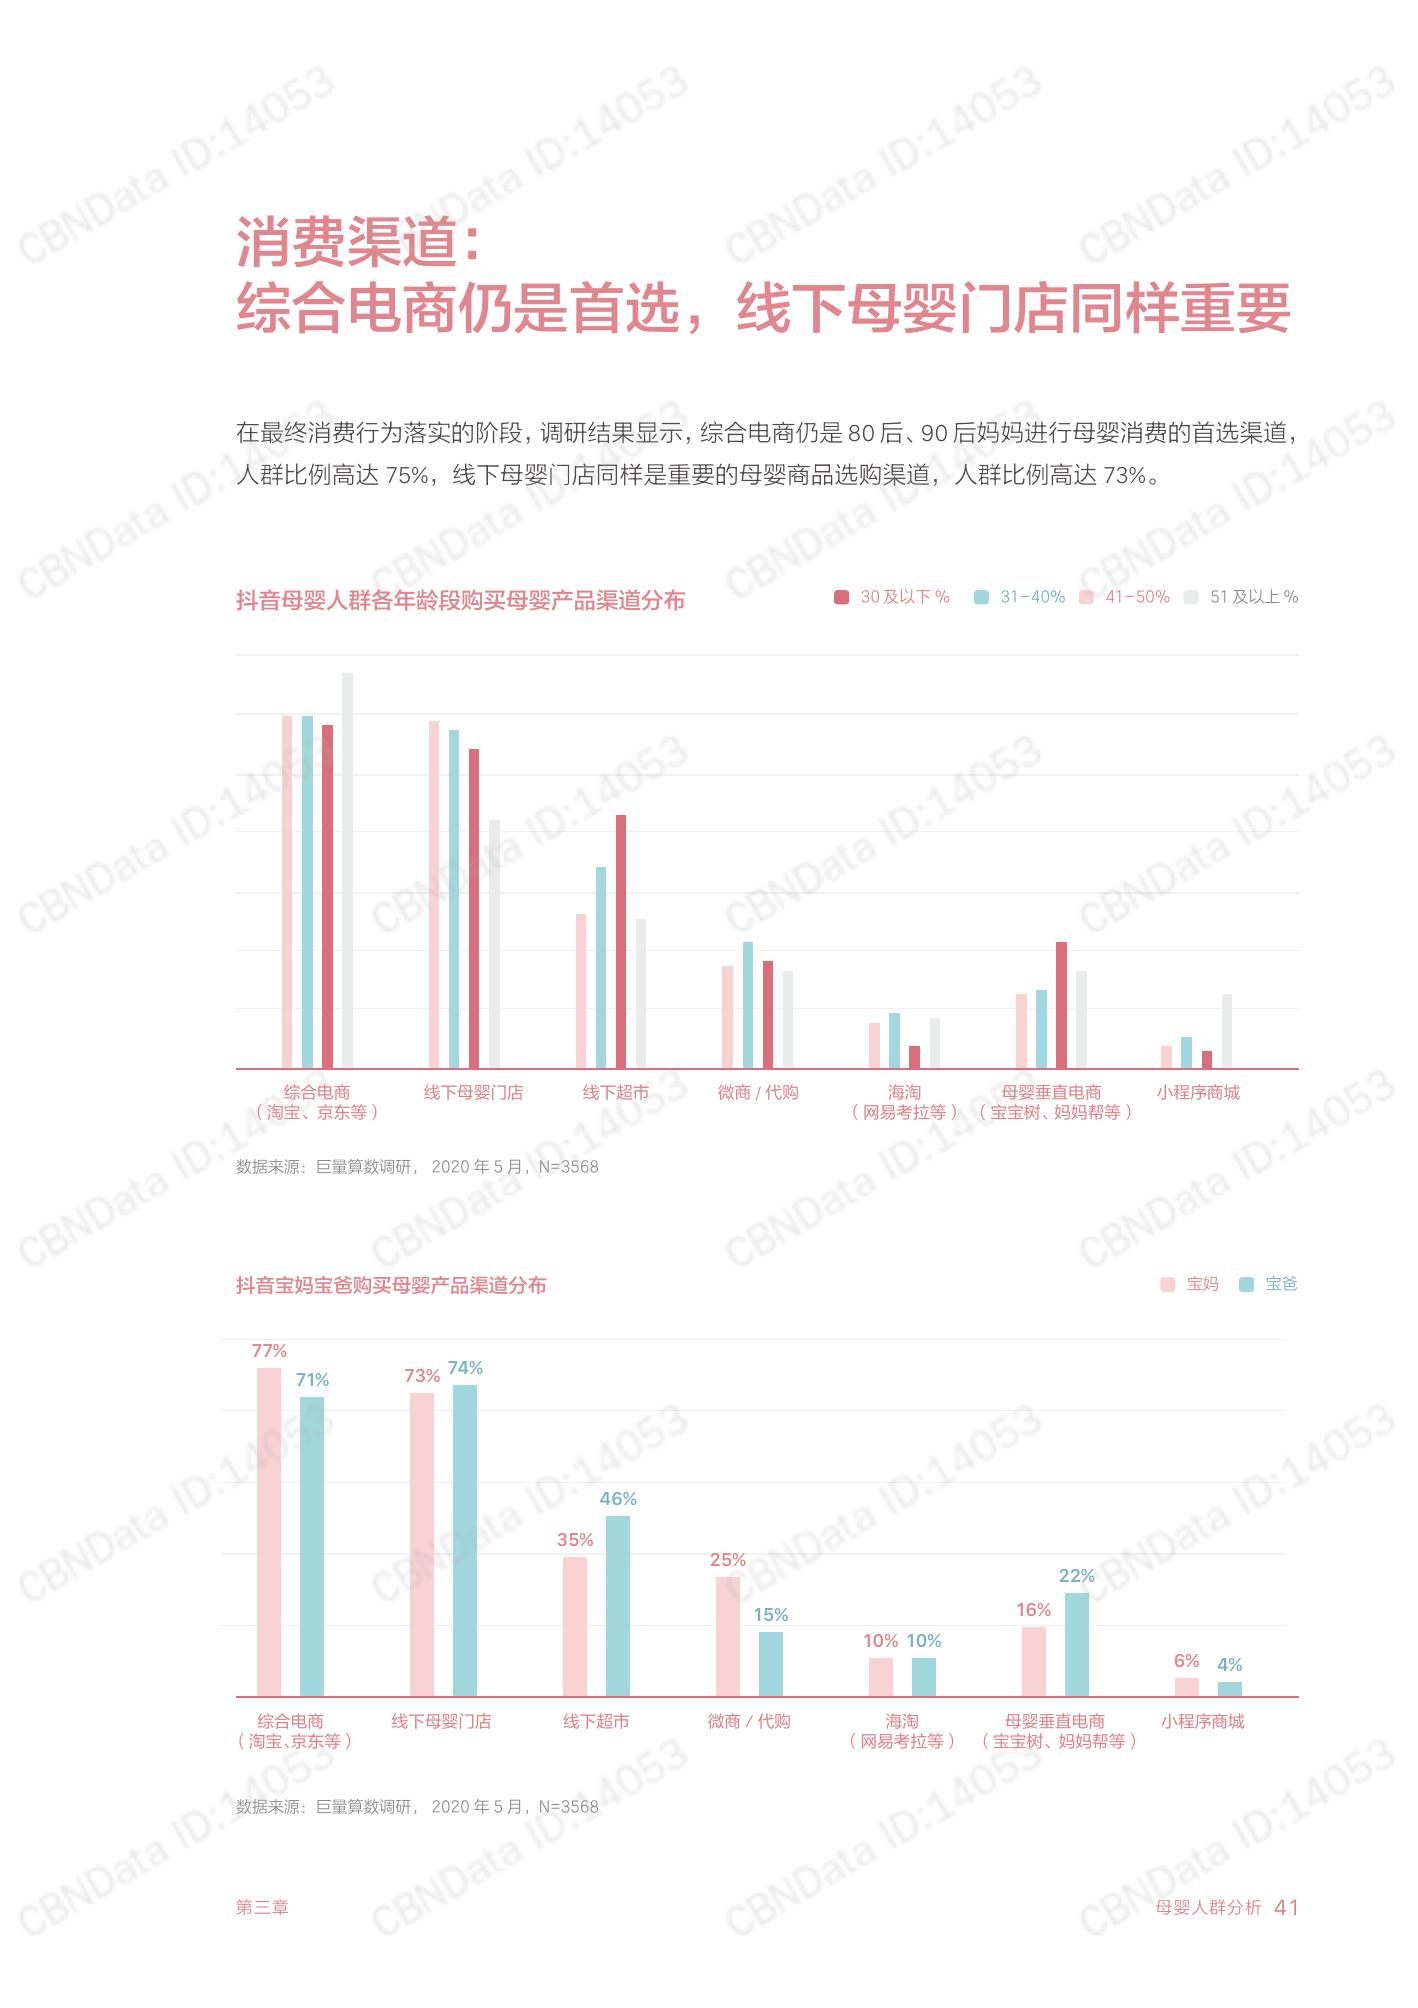 消费渠道：
综合电商仍是首选，线下母婴门店同样重要
在最终消费行为落实的阶段，调研结果显示，综合电商仍是 80 后、90 后妈妈进行母婴消费的首选渠道，
人群比例高达 75%，线下母婴门店同样是重要的母婴商品选购渠道，人群比例高达 73%。
抖音母婴人群各年龄段购买母婴产品渠道分布
30 及以下 % 31-40% 41-50% 51 及以上 %
综合电商 线下母婴门店 线下超市 微商 / 代购 海淘 母婴垂直电商 小程序商城
（ 淘宝、京东等 ） （ 网易考拉等 ） （ 宝宝树、妈妈帮等 ）
数据来源：巨量算数调研， 2020 年 5 月，N=3568
抖音宝妈宝爸购买母婴产品渠道分布
宝妈 宝爸
77% 71% 73% 74% 35% 46% 25% 15% 10% 10% 16% 22% 6% 4%
综合电商 线下母婴门店 线下超市 微商 / 代购 海淘 母婴垂直电商 小程序商城
（ 淘宝、京东等 ） （ 网易考拉等 ） （ 宝宝树、妈妈帮等 ）
数据来源：巨量算数调研， 2020 年 5 月，N=3568
第三章
母婴人群分析 41
CBNData ID:14053